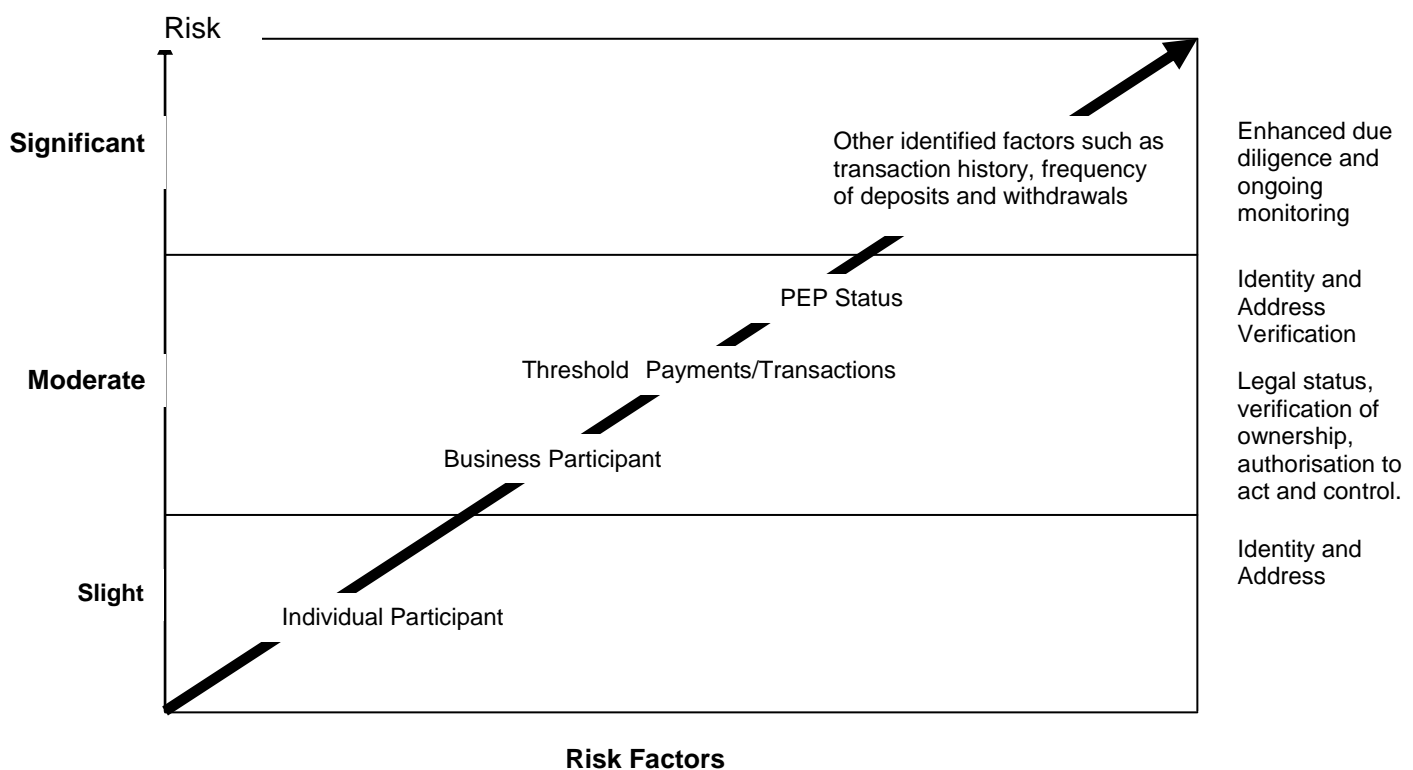 Risk
Significant
Other identified factors such as
transaction history, frequency
of deposits and withdrawals
Enhanced due
diligence and
ongoing
monitoring
PEP Status
Identity and
Address
Verification
Moderate
Threshold Payments/Transactions
Business Participant
Legal status,
verification of
ownership,
authorisation to
act and control.
Slight
Individual Participant
Identity and
Address
Risk Factors